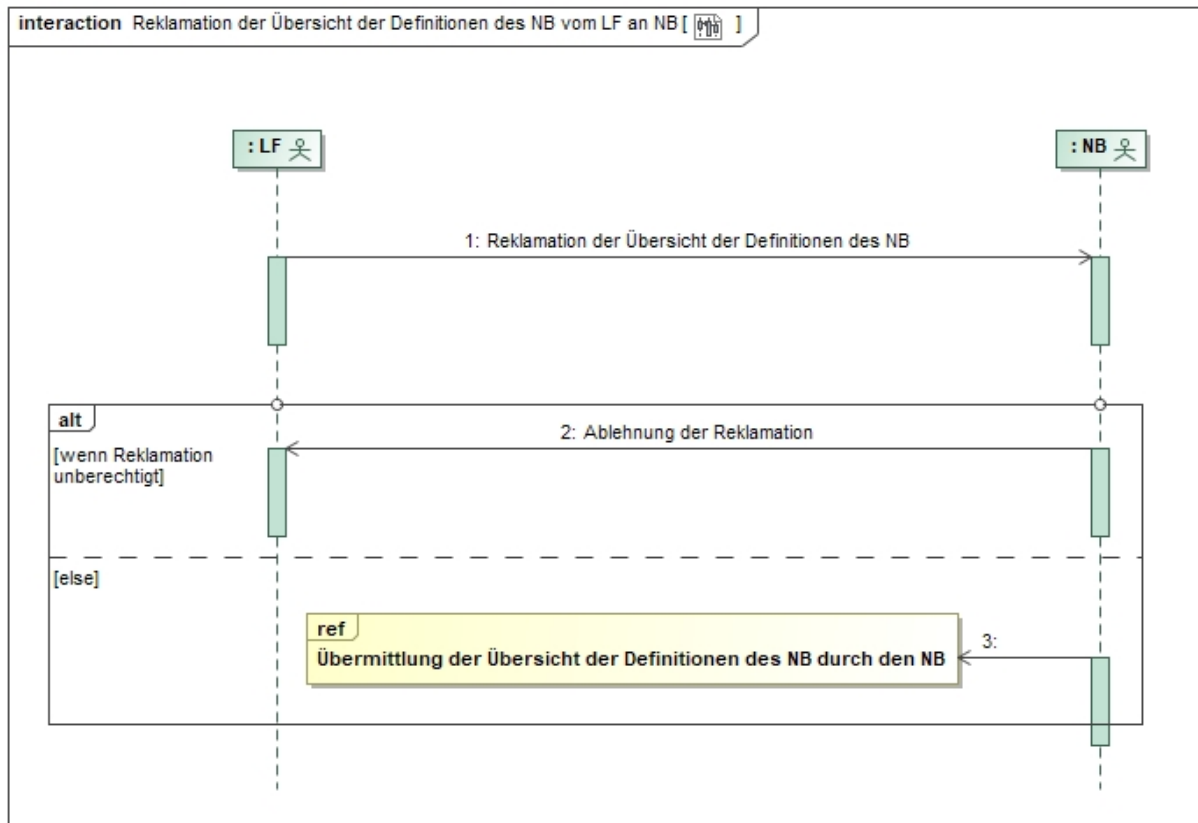 interaction Reklamation der Übersicht der Definitionen des NB vom LF an NB [ ]
: LF
: NB
1: Reklamation der Übersicht der Definitionen des NB
alt
2: Ablehnung der Reklamation
[wenn Reklamation
unberechtigt]
[else]
ref
3:
Übermittlung der Übersicht der Definitionen des NB durch den NB